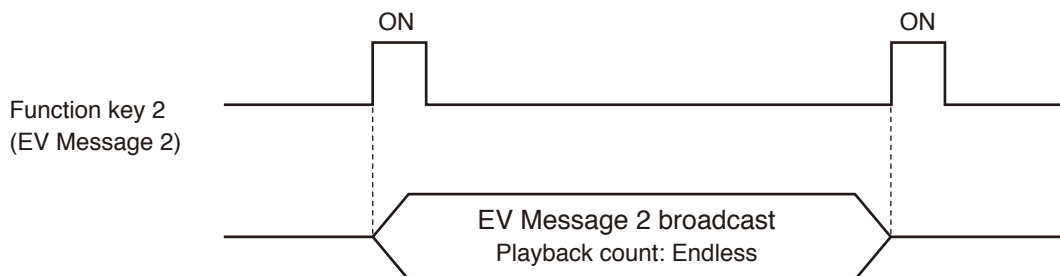 ON
ON
Function key 2
(EV Message 2)
EV Message 2 broadcast
Playback count: Endless